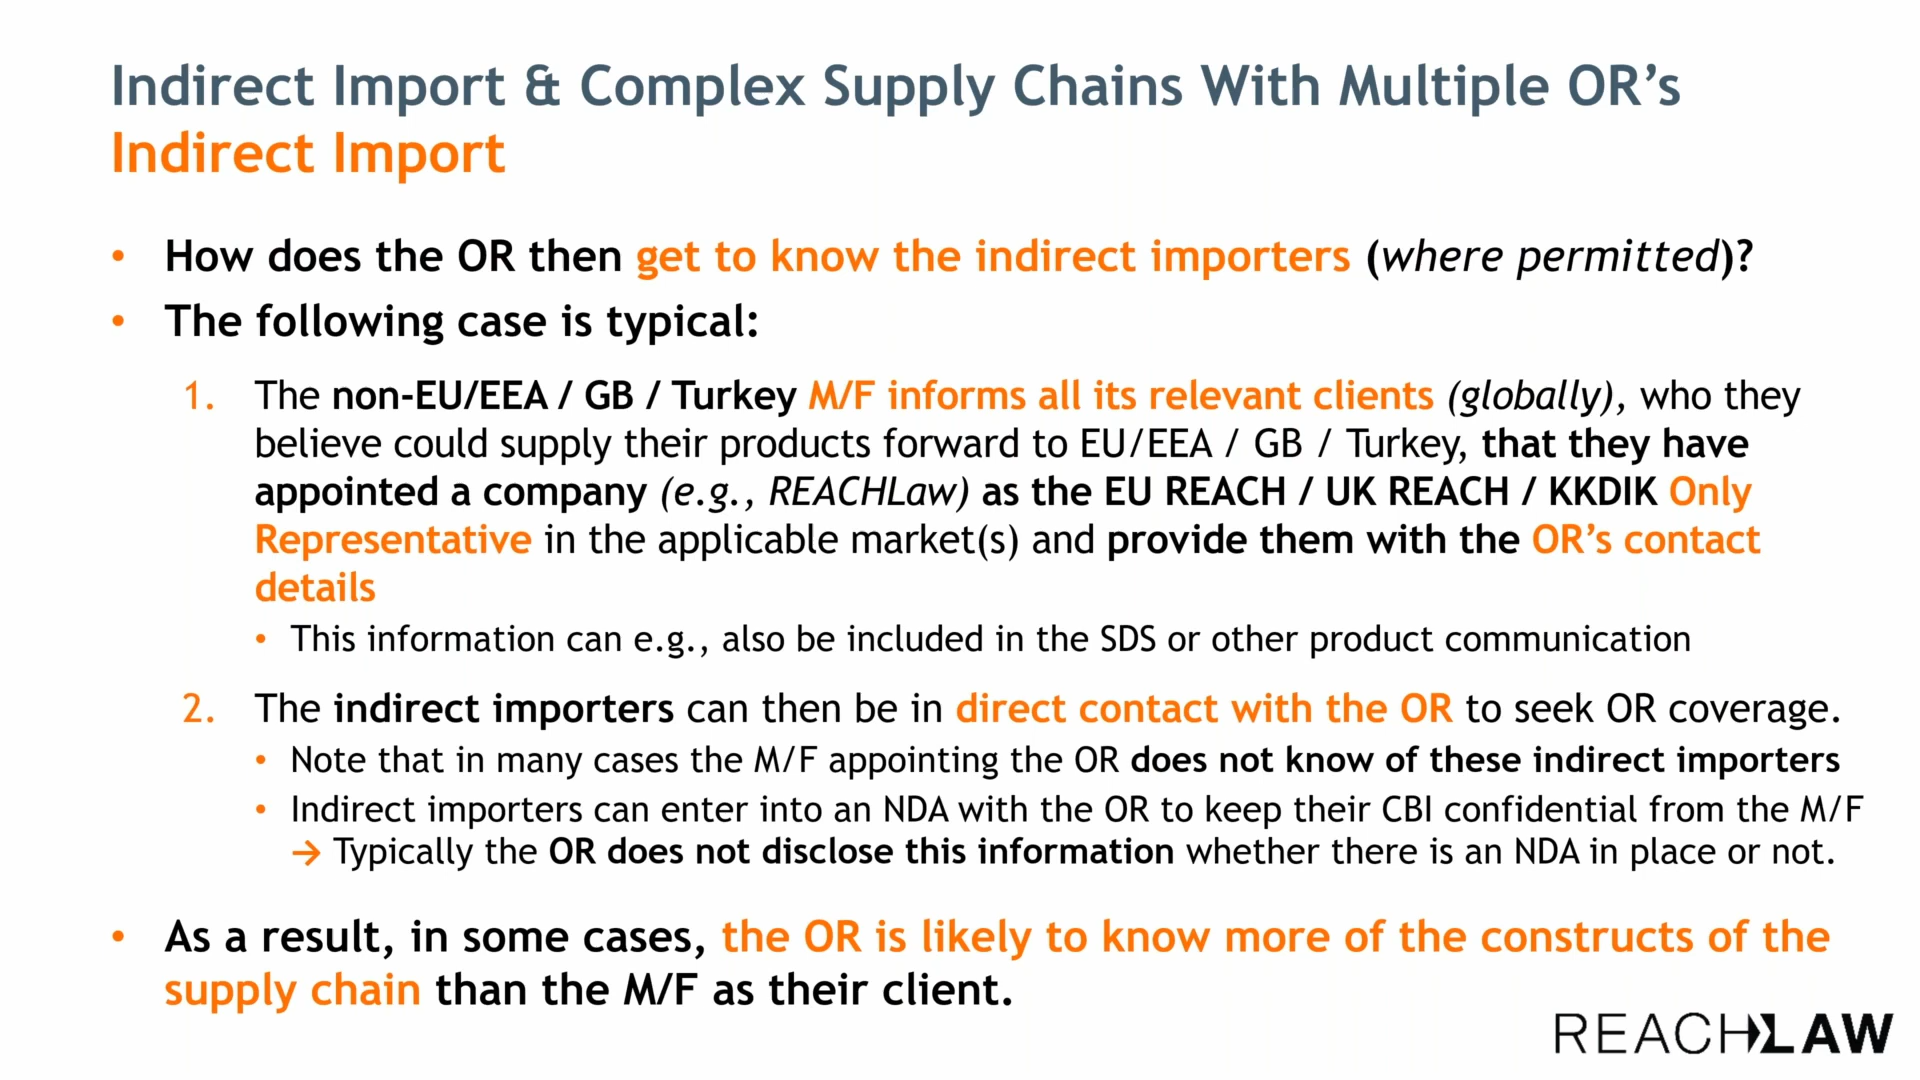 Indirect Import & Complex Supply Chains With Multiple OR’s
Indirect Import
• How does the OR then get to know the indirect importers (where permitted)?
• The following case is typical:
1. The non-EU/EEA / GB / Turkey M/F informs all its relevant clients (globally), who they
believe could supply their products forward to EU/EEA / GB / Turkey, that they have
appointed a company (e.g., REACHLaw) as the EU REACH / UK REACH / KKDIK Only
Representative in the applicable market(s) and provide them with the OR’s contact
details
• This information can e.g., also be included in the SDS or other product communication
2. The indirect importers can then be in direct contact with the OR to seek OR coverage.
• Note that in many cases the M/F appointing the OR does not know of these indirect importers
• Indirect importers can enter into an NDA with the OR to keep their CBI confidential from the M/F
→ Typically the OR does not disclose this information whether there is an NDA in place or not.
• As a result, in some cases, the OR is likely to know more of the constructs of the
supply chain than the M/F as their client.
REACHLAW